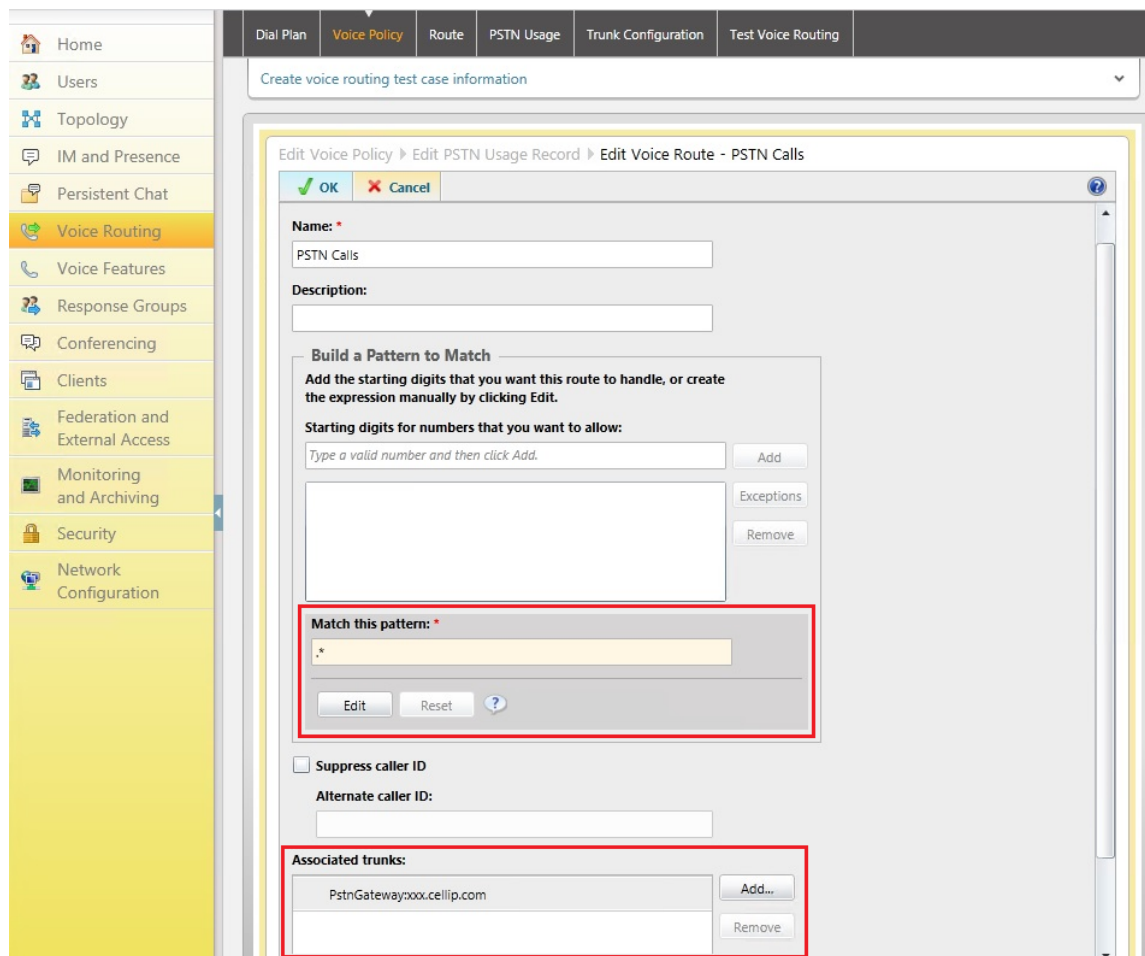 Home
Users
Topology
IM and Presence
Persistent Chat
Voice Routing
Voice Features
Response Groups
Conferencing
Clients
Federation and
External Access
Monitoring
and Archiving
Security
Network
Configuration
Dial Plan Voice Policy Route PSTN Usage Trunk Configuration Test Voice Routing
Create voice routing test case information
Edit Voice Policy Edit PSTN Usage Record Edit Voice Route - PSTN Calls
OK Cancel ?
Name: *
PSTN Calls
Description:
Build a Pattern to Match
Add the starting digits that you want this route to handle, or create
the expression manually by clicking Edit.
Starting digits for numbers that you want to allow:
Type a valid number and then click Add. Add
Exceptions
Remove
Match this pattern: *
.*
Edit Reset ?
Suppress caller ID
Alternate caller ID:
Associated trunks:
PstnGateway:xxx.cellip.com Add...
Remove